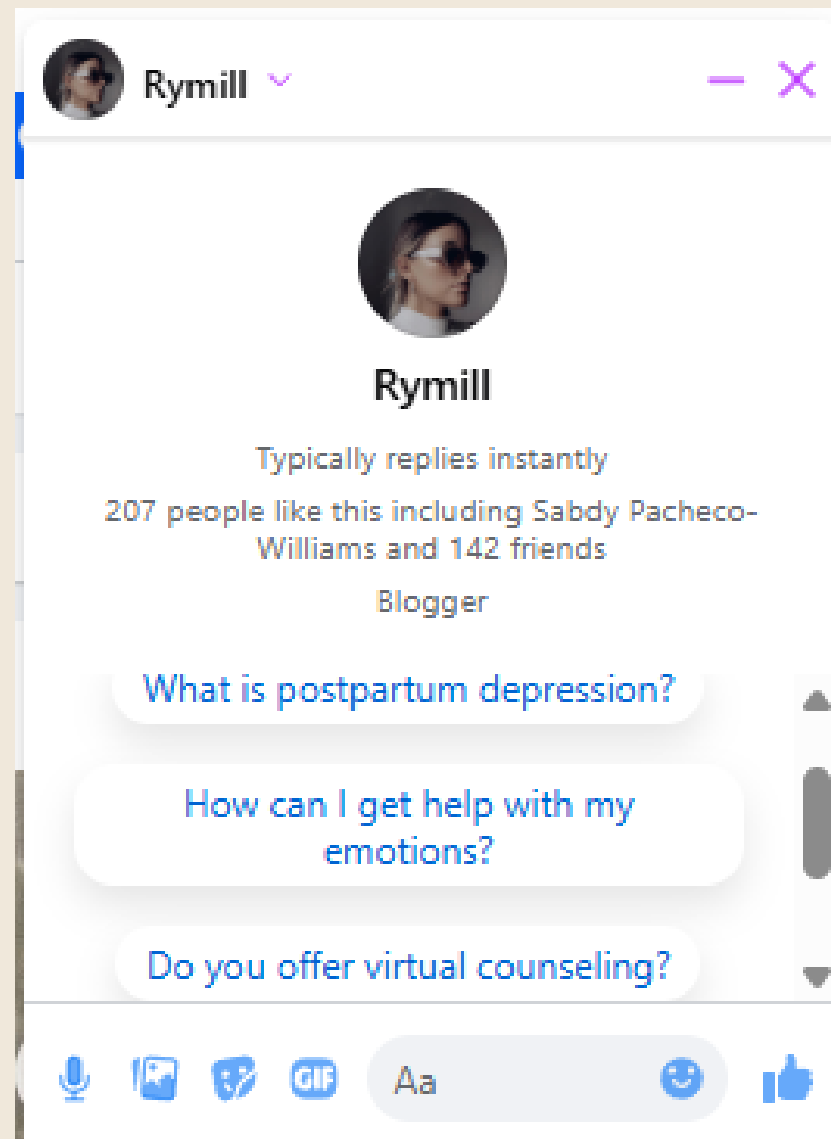 Rymill
Rymill
Typically replies instantly
207 people like this including Sabdy Pacheco-
Williams and 142 friends
Blogger
What is postpartum depression?
How can I get help with my
emotions?
Do you offer virtual counseling?
GIF
Aa